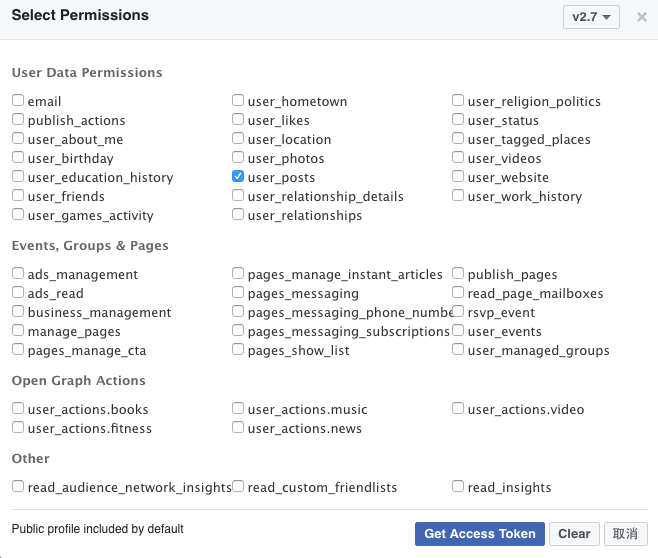 Select Permissions
v2.7
User Data Permissions
email user_hometown user_religion_politics
publish_actions user_likes user_status
user_about_me user_location user_tagged_places
user_birthday user_photos user_videos
user_education_history user_posts user_website
user_friends user_relationship_details user_work_history
user_games_activity user_relationships
Events, Groups & Pages
ads_management pages_manage_instant_articles publish_pages
ads_read pages_messaging read_page_mailboxes
business_management pages_messaging_phone_numbe rsvp_event
manage_pages pages_messaging_subscriptions user_events
pages_manage_cta pages_show_list user_managed_groups
Open Graph Actions
user_actions.books user_actions.music user_actions.video
user_actions.fitness user_actions.news
Other
read_audience_network_insights read_custom_friendlists read_insights
Public profile included by default
Get Access Token Clear 取消